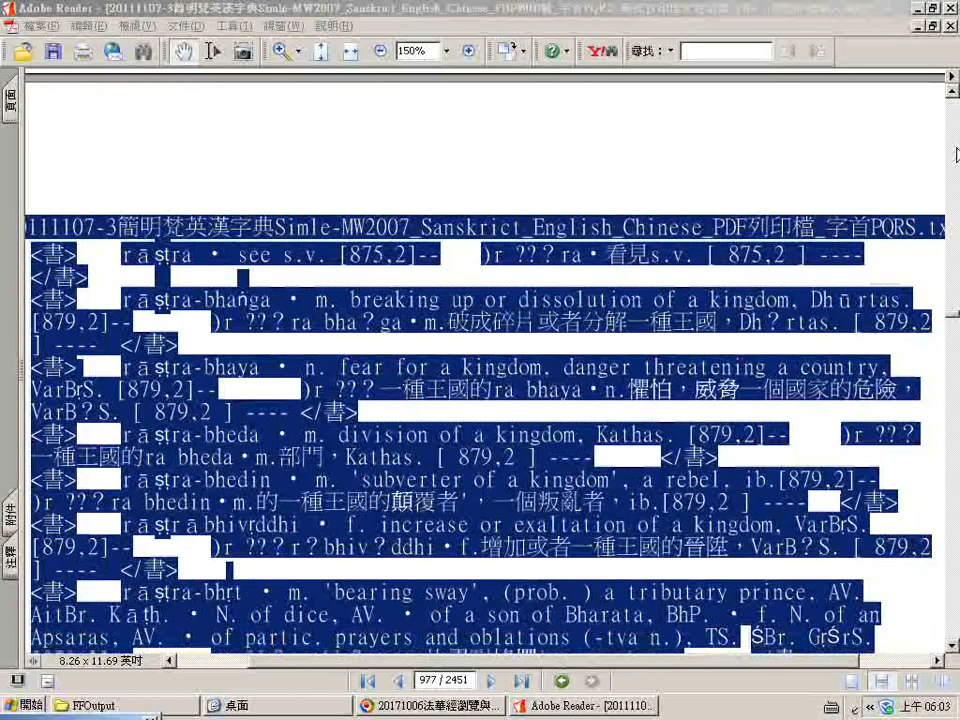 Adobe Reader - [20111107-3簡明梵英漢字典Simle-MW2007_Sanskrict_English_Chinese_PDF列印檔_字首PQRS
檔案(F) 編輯(E) 檢視(V) 文件(D) 工具(T) 視窗(W) 說明(H)
150% 尋找:
頁面
附件
注釋
111107-3簡明梵英漢字典Simle-MW2007_Sanskrict_English_Chinese_PDF列印檔_字首PQRS.tx
<書> rāṣṭra • see s.v. [875,2]-- )r ???ra•看見s.v. [ 875,2 ] ----
</書>
<書> rāṣṭra-bhaṅga • m. breaking up or dissolution of a kingdom, Dhūrtas.
[879,2]-- )r ???ra bha?ga•m.破成碎片或者分解一種王國，Dh?rtas. [ 879,2
] ---- </書>
<書> rāṣṭra-bhaya • n. fear for a kingdom, danger threatening a country,
VarBṛS. [879,2]-- )r ???一種王國的ra bhaya•n.懼怕，威脅一個國家的危險，
VarB?S. [ 879,2 ] ---- </書>
<書> rāṣṭra-bheda • m. division of a kingdom, Kathas. [879,2]-- )r ???
一種王國的ra bheda•m.部門，Kathas. [ 879,2 ] ---- </書>
<書> rāṣṭra-bhedin • m. 'subverter of a kingdom', a rebel, ib.[879,2]--
)r ???ra bhedin•m.的一種王國的顛覆者'，一個叛亂者，ib.[879,2 ] ---- </書>
<書> rāṣṭrābhivṛddhi • f. increase or exaltation of a kingdom, VarBṛS.
[879,2]-- )r ???r?bhiv?ddhi•f.增加或者一種王國的晉陞，VarB?S. [ 879,2
] ---- </書>
<書> rāṣṭra-bhṛt • m. 'bearing sway', (prob. ) a tributary prince, AV.
AitBr. Kāṭh. • N. of dice, AV. • of a son of Bharata, BhP. • f. N. of an
Apsaras, AV. • of partic. prayers and oblations (-tva n.), TS. ŚBr. GṛŚrS.
8.26 x 11.69 英吋
977 / 2451
開始 FFOutput 桌面 20171006法華經瀏覽與... Adobe Reader - [2011110... 上午 06:03